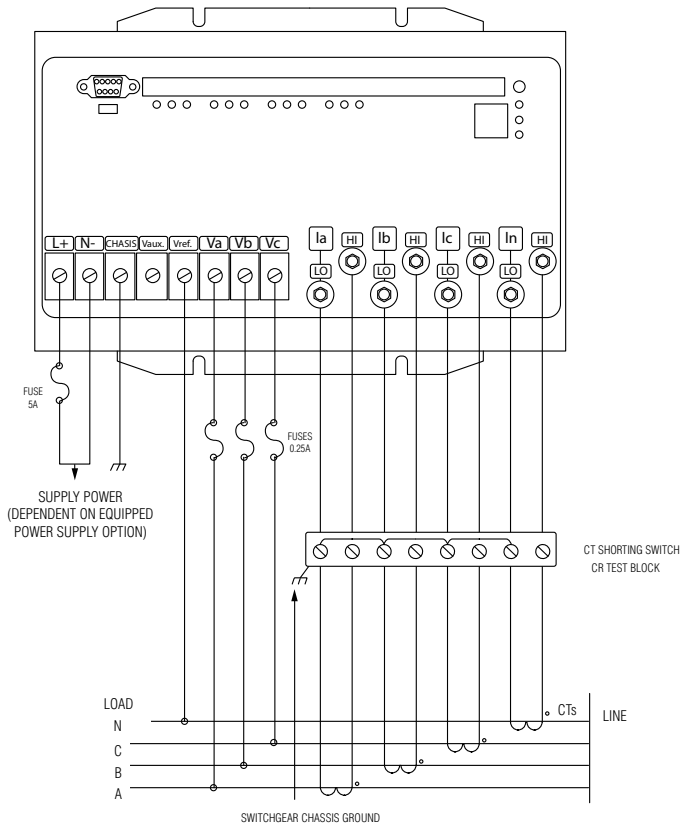 L+ N- CHASIS Vaux. Vref. Va Vb Vc
Ia HI Ib HI Ic HI In HI
LO LO LO LO
FUSE
5A
FUSES
0.25A
SUPPLY POWER
(DEPENDENT ON EQUIPPED
POWER SUPPLY OPTION)
CT SHORTING SWITCH
CR TEST BLOCK
LOAD
N
C
B
A
CTs
LINE
SWITCHGEAR CHASSIS GROUND